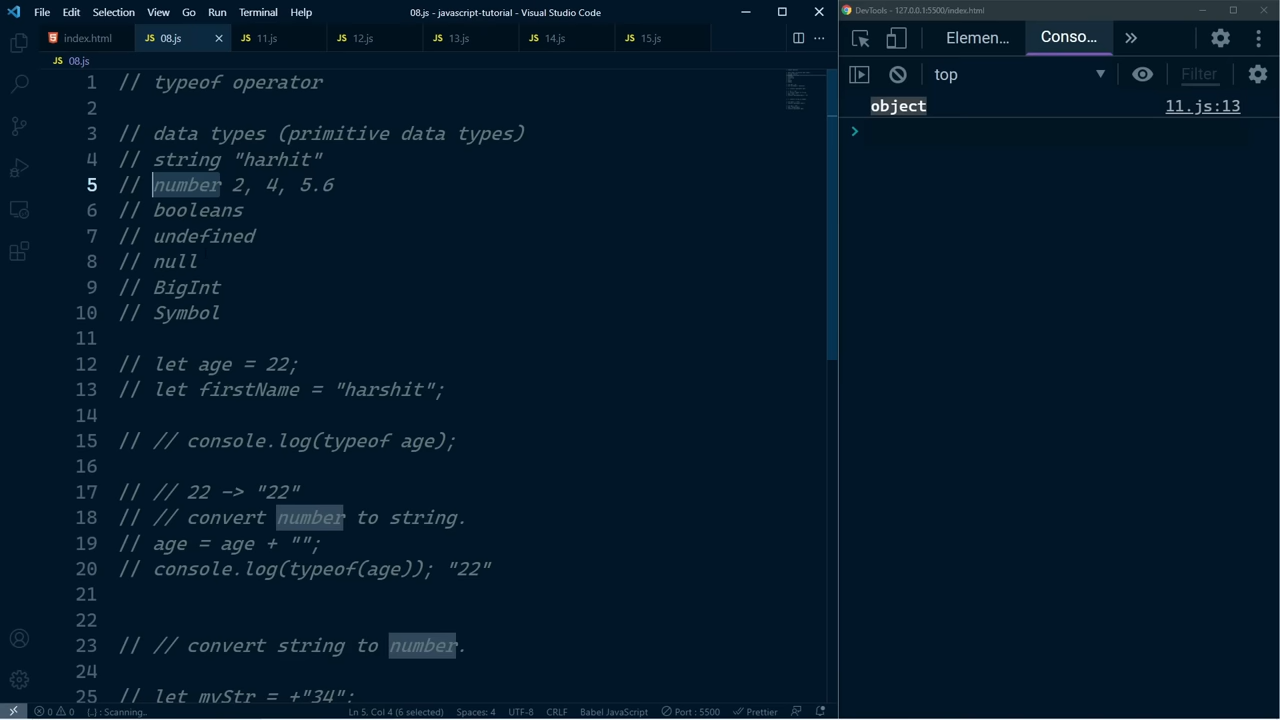 File Edit Selection View Go Run Terminal Help
08.js - javascript-tutorial - Visual Studio Code
index.html
JS 08.js
JS 11.js
JS 12.js
JS 13.js
JS 14.js
JS 15.js
JS 08.js
1 // typeof operator
2
3 // data types (primitive data types)
4 // string "harhit"
5 // number 2, 4, 5.6
6 // booleans
7 // undefined
8 // null
9 // BigInt
10 // Symbol
11
12 // let age = 22;
13 // let firstName = "harshit";
14
15 // // console.log(typeof age);
16
17 // // 22 -> "22"
18 // // convert number to string.
19 // age = age + "";
20 // console.log(typeof(age)); "22"
21
22
23 // // convert string to number.
24
25 // let myStr = +"34";
0 0 {..} : Scanning.. Ln 5, Col 4 (6 selected) Spaces: 4 UTF-8 CRLF Babel JavaScript Port : 5500 Prettier
DevTools - 127.0.0.1:5500/index.html
Elemen... Conso...
top
Filter
object 11.js:13